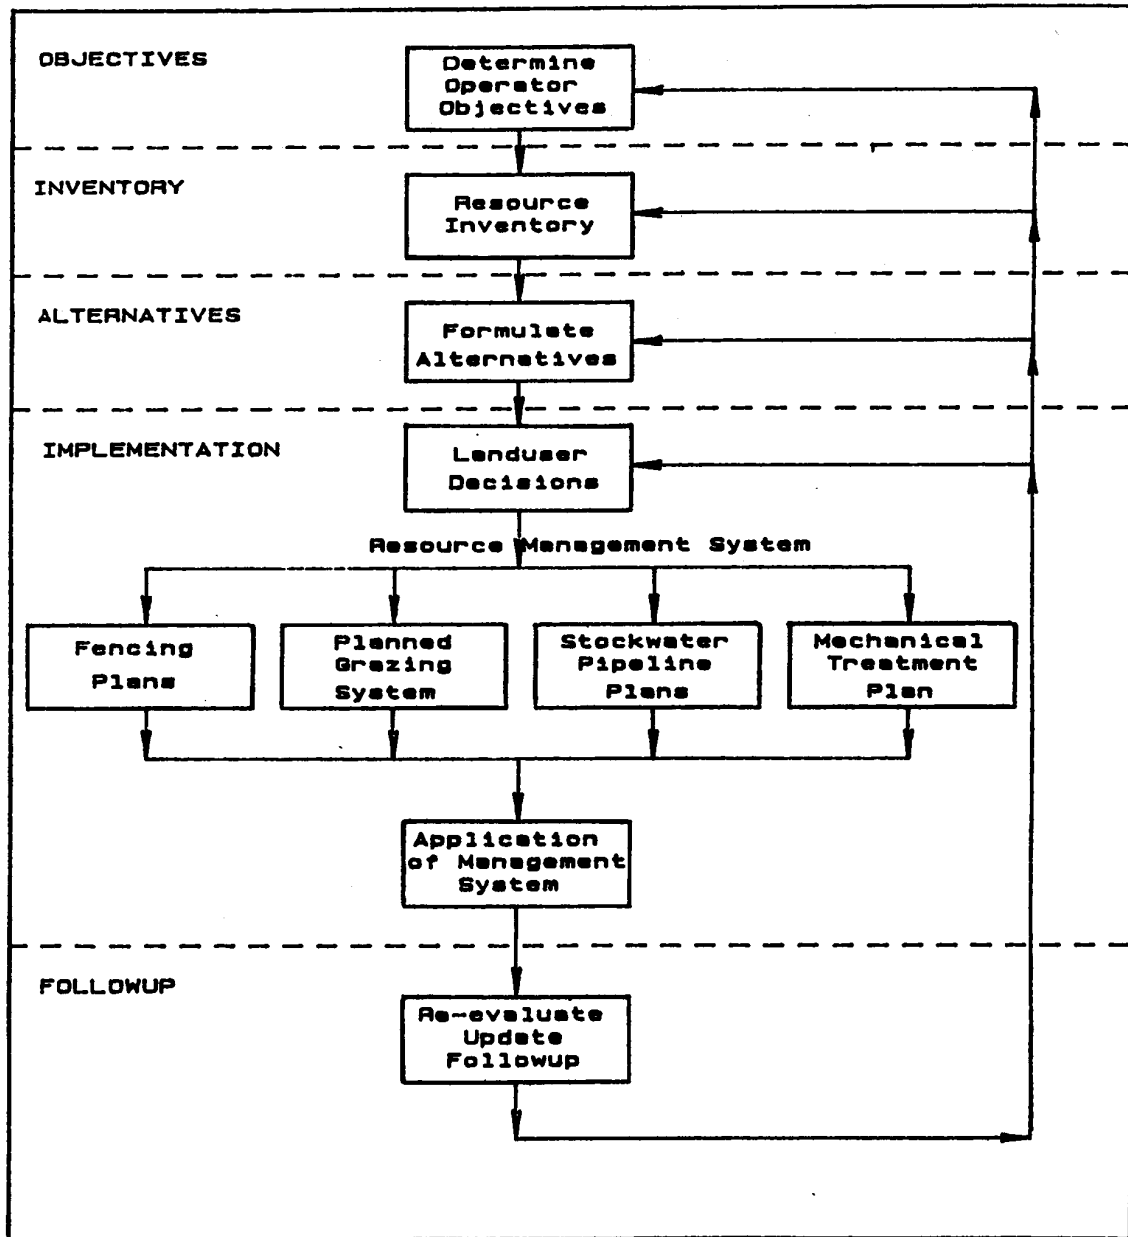 OBJECTIVES
Determine
Operator
Objectives
INVENTORY
Resource
Inventory
ALTERNATIVES
Formulate
Alternatives
IMPLEMENTATION
Landuser
Decisions
Resource Management System
Fencing
Plans
Planned
Grazing
System
Stockwater
Pipeline
Plans
Mechanical
Treatment
Plan
Application
of Management
System
FOLLOWUP
Re-evaluate
Update
Followup